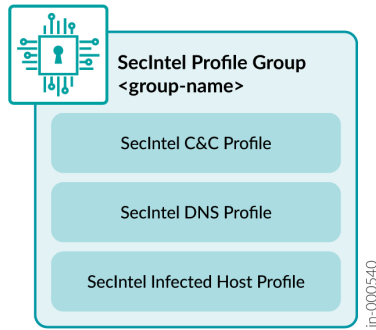 SecIntel Profile Group
<group-name>
SecIntel C&C Profile
SecIntel DNS Profile
SecIntel Infected Host Profile
jn-000540